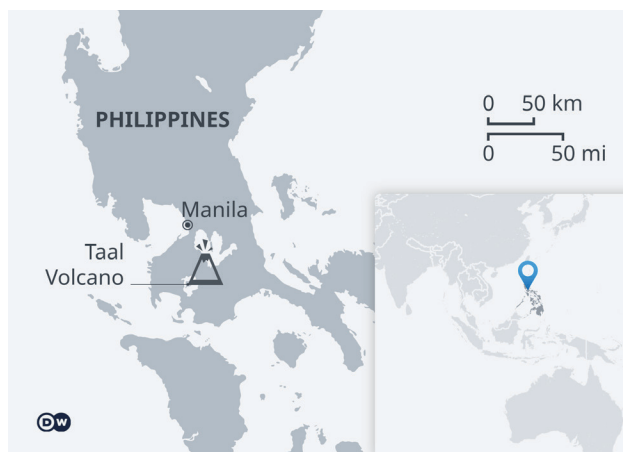 0 50 km
0 50 mi
PHILIPPINES
Manila
Taal
Volcano
DW